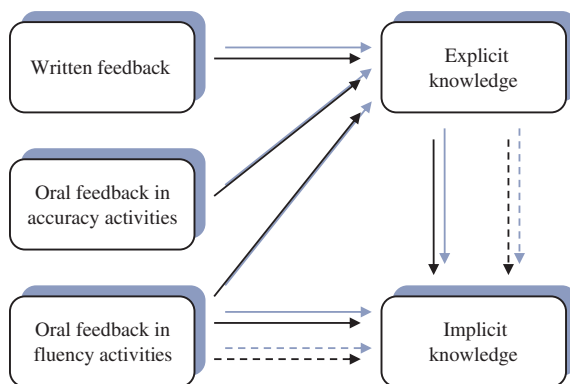 Written feedback
Explicit
knowledge
Oral feedback in
accuracy activities
Oral feedback in
fluency activities
Implicit
knowledge